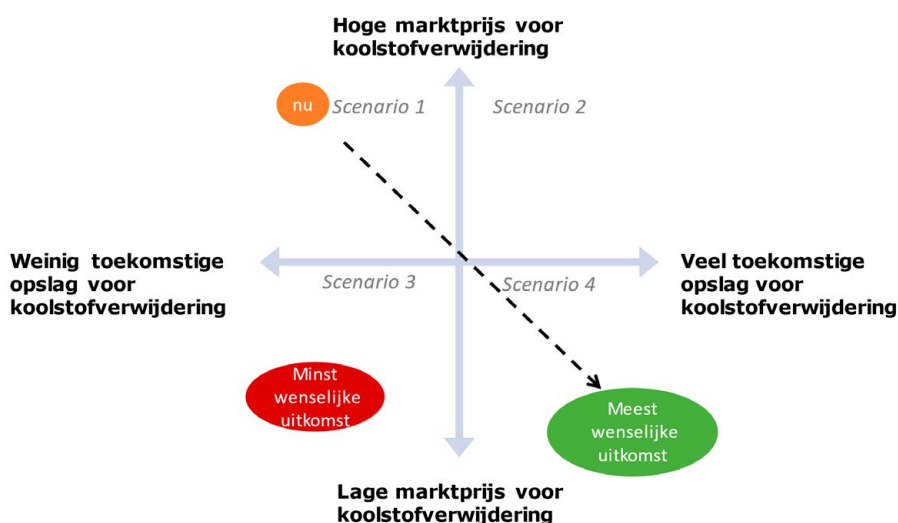 Hoge marktprijs voor
koolstofverwijdering
nu
Scenario 1
Scenario 2
Weinig toekomstige
opslag voor
koolstofverwijdering
Scenario 3
Scenario 4
Veel toekomstige
opslag voor
koolstofverwijdering
Minst
wenselijke
uitkomst
Meest
wenselijke
uitkomst
Lage marktprijs voor
koolstofverwijdering